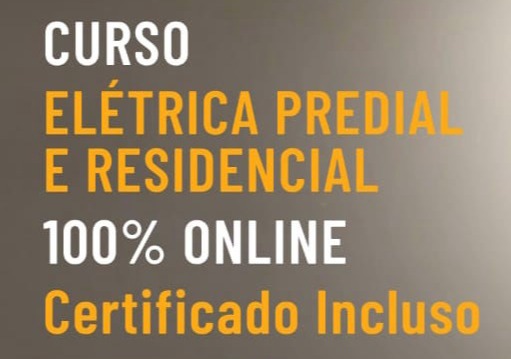 CURSO
ELÉTRICA PREDIAL
E RESIDENCIAL
100% ONLINE
Certificado Incluso